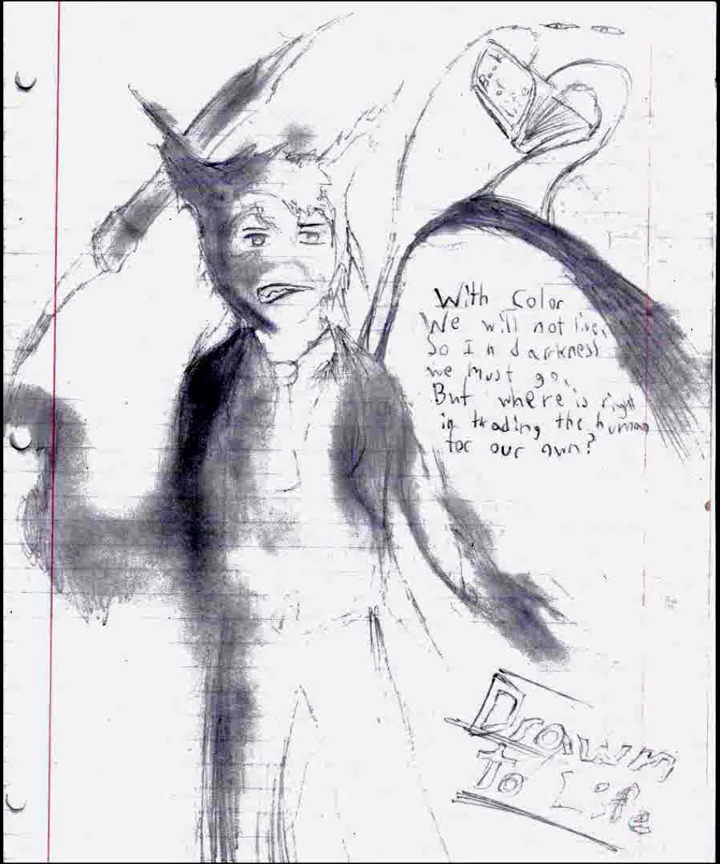 With Color
We will not live,
So In darkness
we must go.
But where is right
in trading the human
for our own?
Drawn
To Life